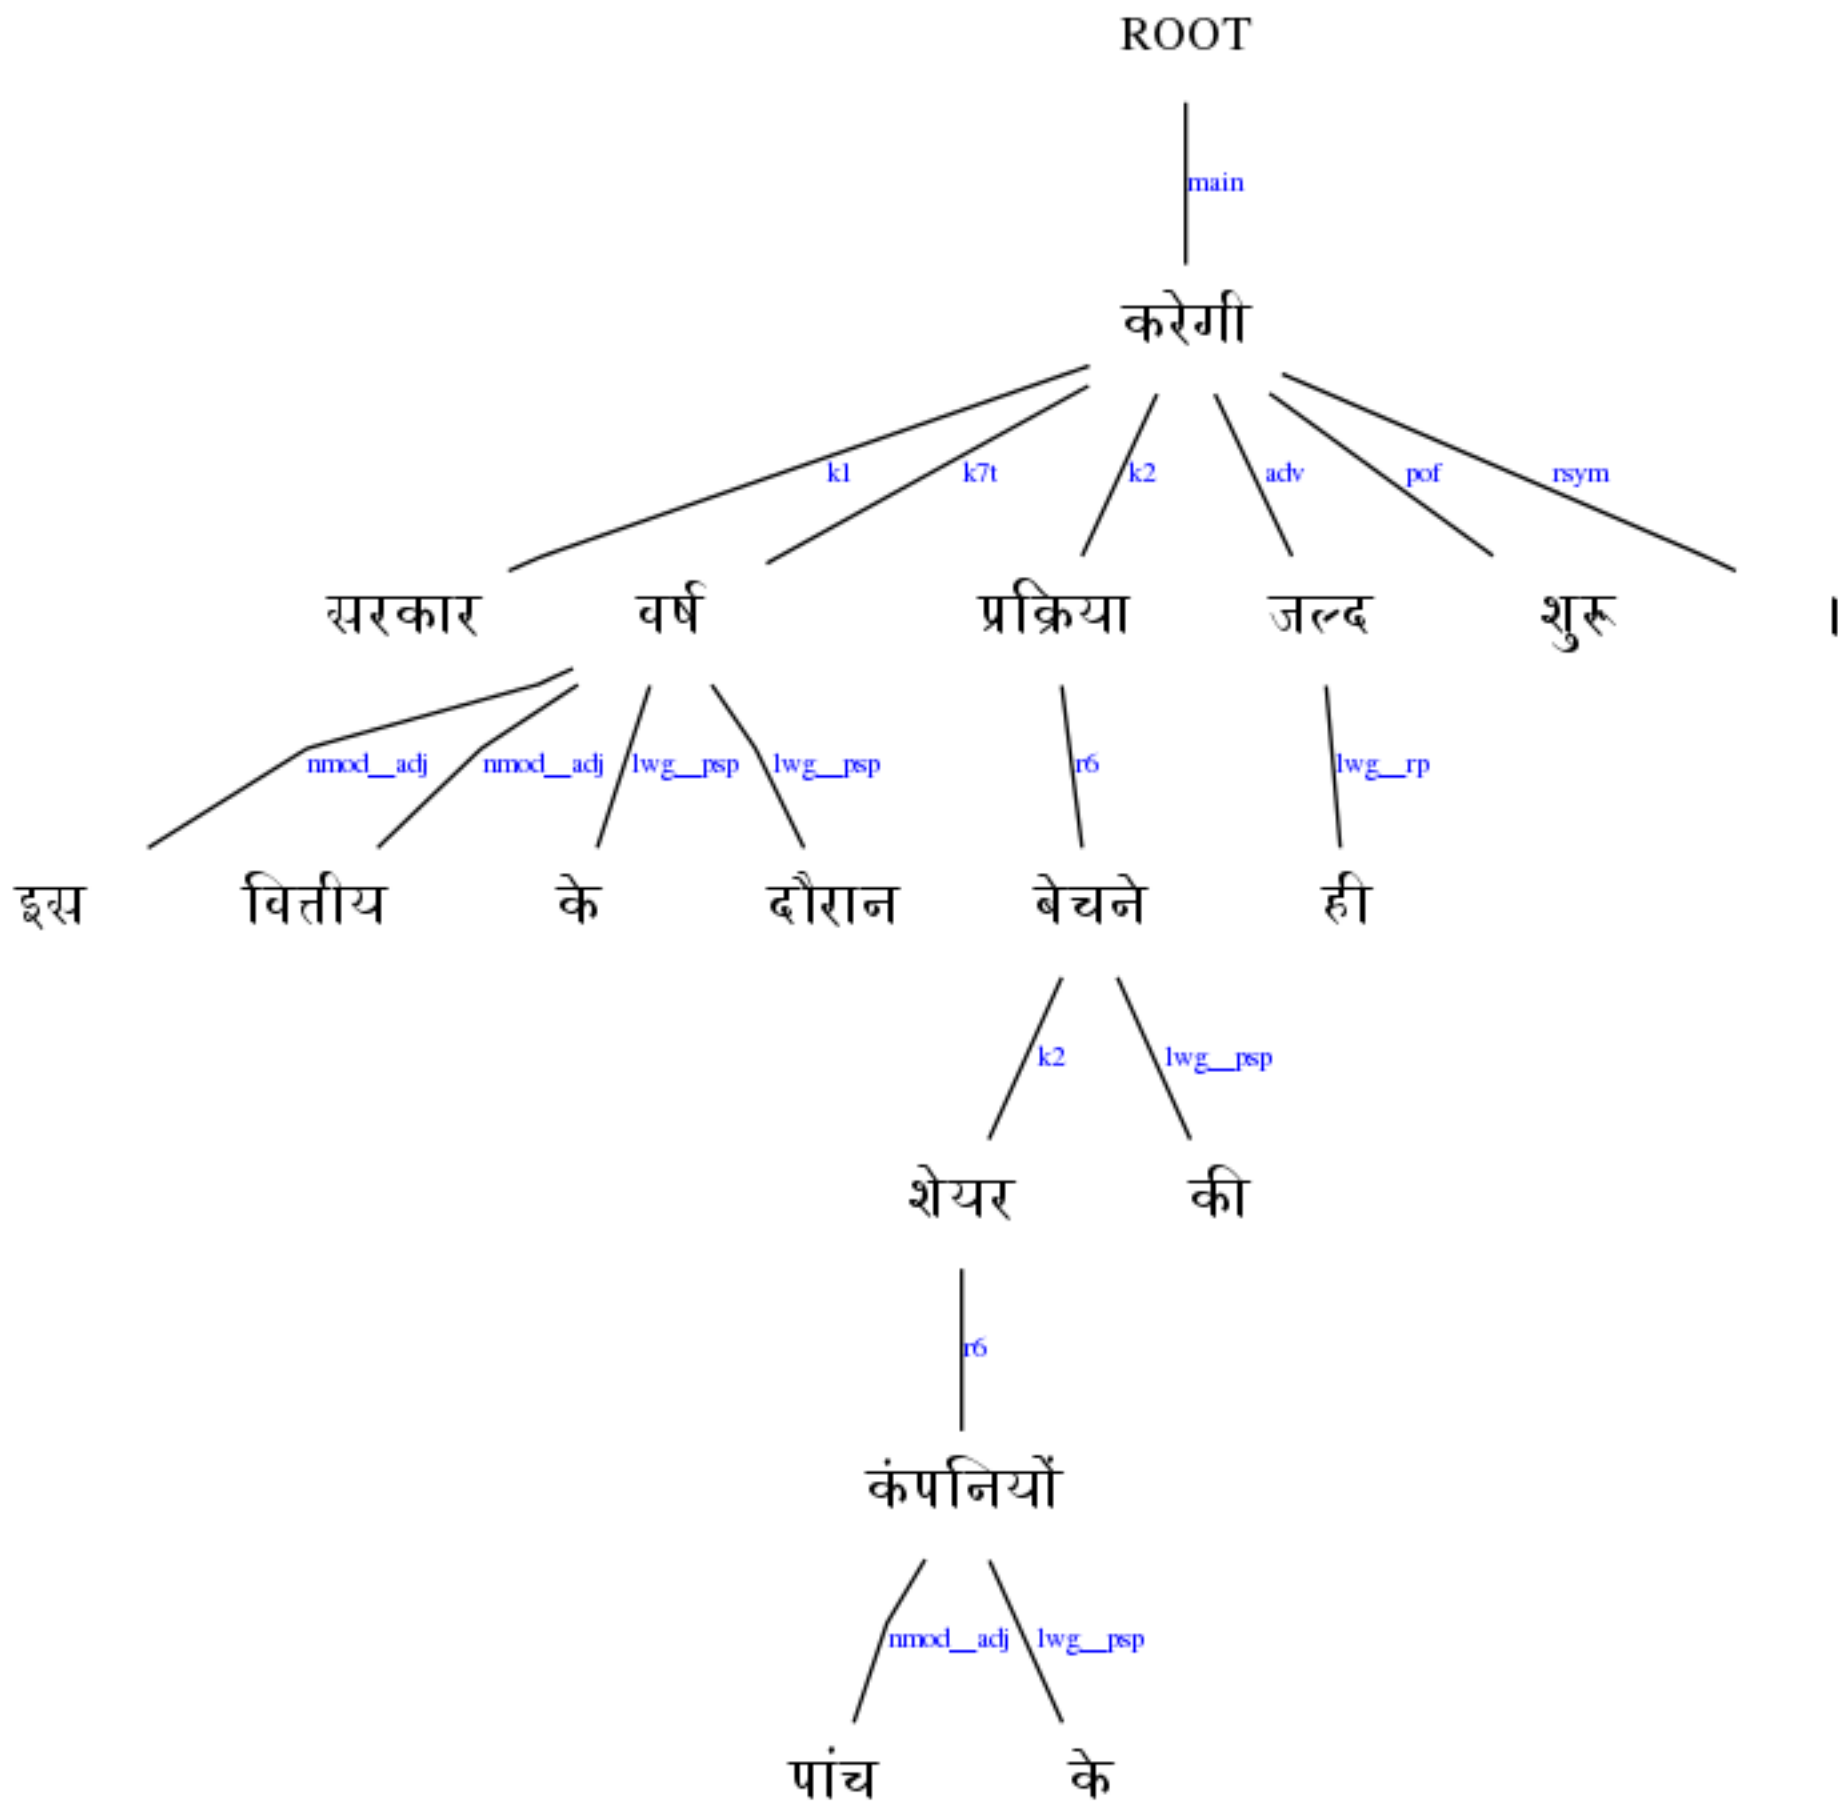 ROOT
main
करेगी
k1 k7t k2 adv pof rsym
सरकार वर्ष प्रक्रिया जल्द शुरू ।
nmod__adj nmod__adj lwg__psp lwg__psp r6 lwg__rp
इस वित्तीय के दौरान बेचने ही
k2 lwg__psp
शेयर की
r6
कंपनियों
nmod__adj lwg__psp
पांच के